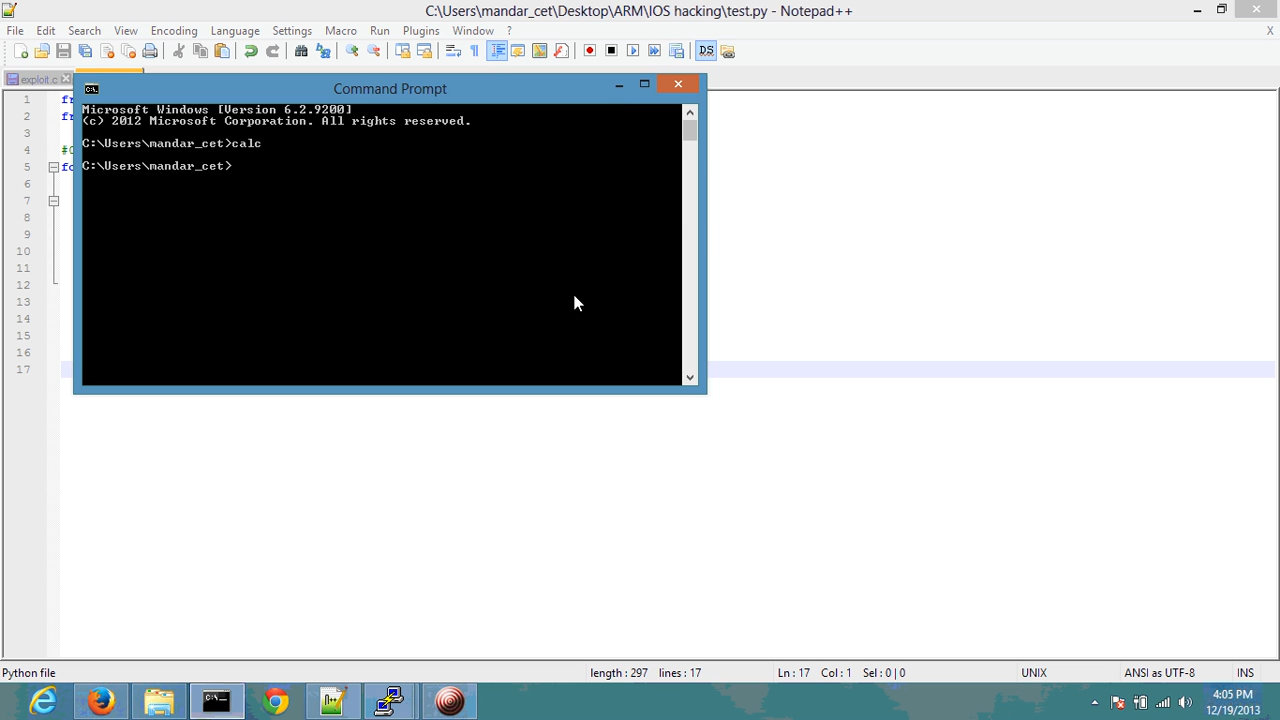 C:\Users\mandar_cet\Desktop\ARM\IOS hacking\test.py - Notepad++
File Edit Search View Encoding Language Settings Macro Run Plugins Window ? X
DS
exploit.c
Command Prompt
C:\.
Microsoft Windows [Version 6.2.9200]
(c) 2012 Microsoft Corporation. All rights reserved.
C:\Users\mandar_cet>calc
C:\Users\mandar_cet>
1 fr
2 fr
3
4
5 fo
6
7
8
9
10
11
12
13
14
15
16
17
Python file length : 297 lines : 17 Ln : 17 Col : 1 Sel : 0 | 0 UNIX ANSI as UTF-8 INS
4:05 PM
12/19/2013